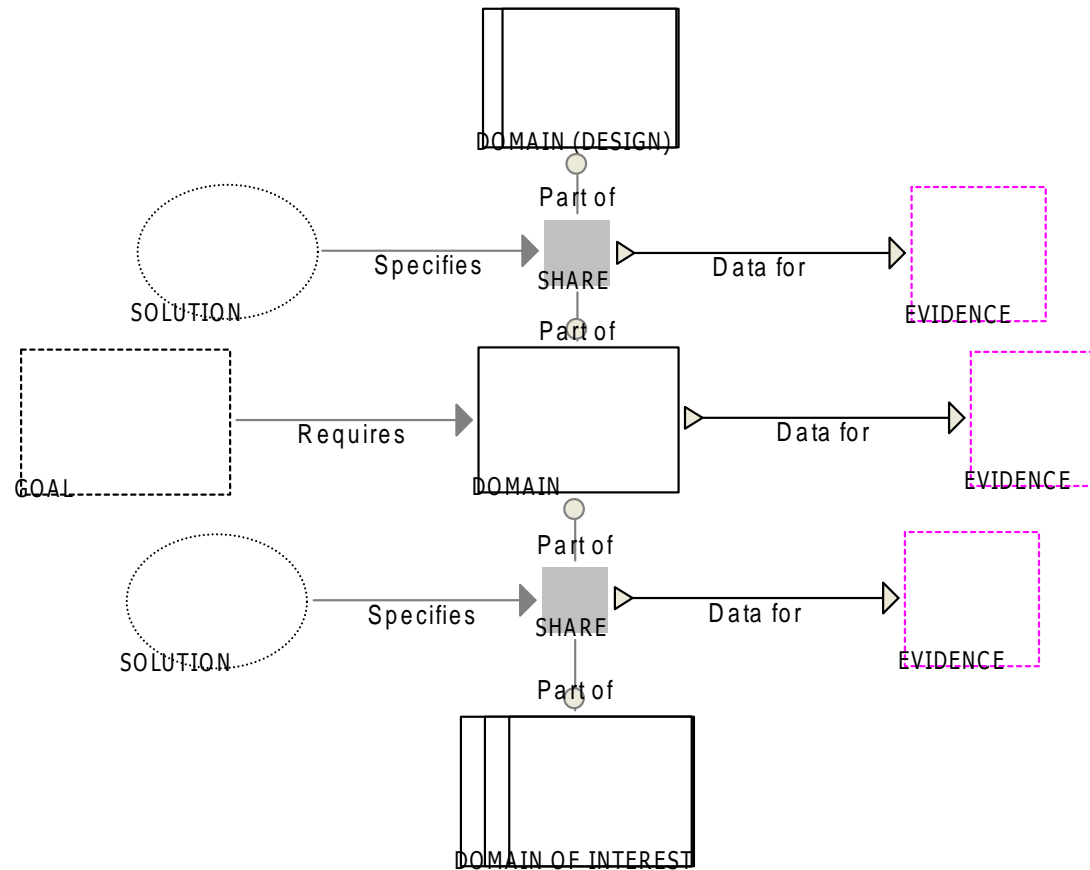 DOMAIN (DESIGN)
Part of
Specifies
Data for
SHARE
SOLUTION
EVIDENCE
Part of
Requires
Data for
GOAL
DOMAIN
EVIDENCE
Part of
Specifies
Data for
SHARE
SOLUTION
EVIDENCE
Part of
DOMAIN OF INTEREST